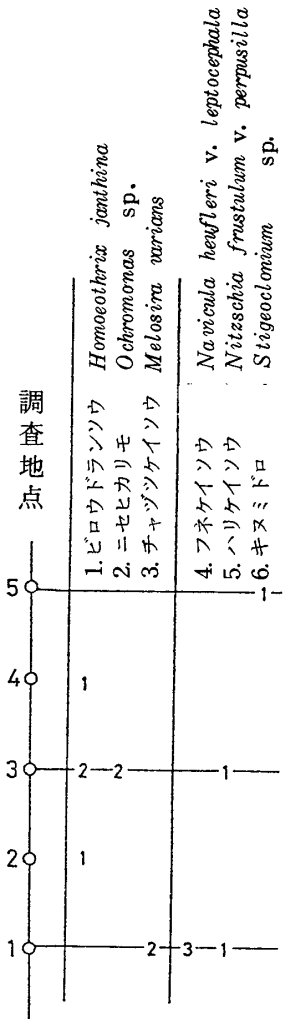 1. ビロウドランソウ Homoeothrix janthina
2. ニセヒカリモ Ochromonas sp.
3. チャヅツケイソウ Melosira varians
4. フネケイソウ Navicula heufleri v. leptocephala
5. ハリケイソウ Nitzschia frustulum v. perpusilla
6. キヌミドロ Stigeoclonium sp.
調査地点
5 1
4 1
3 2 2 1
2 1
1 2 3 1